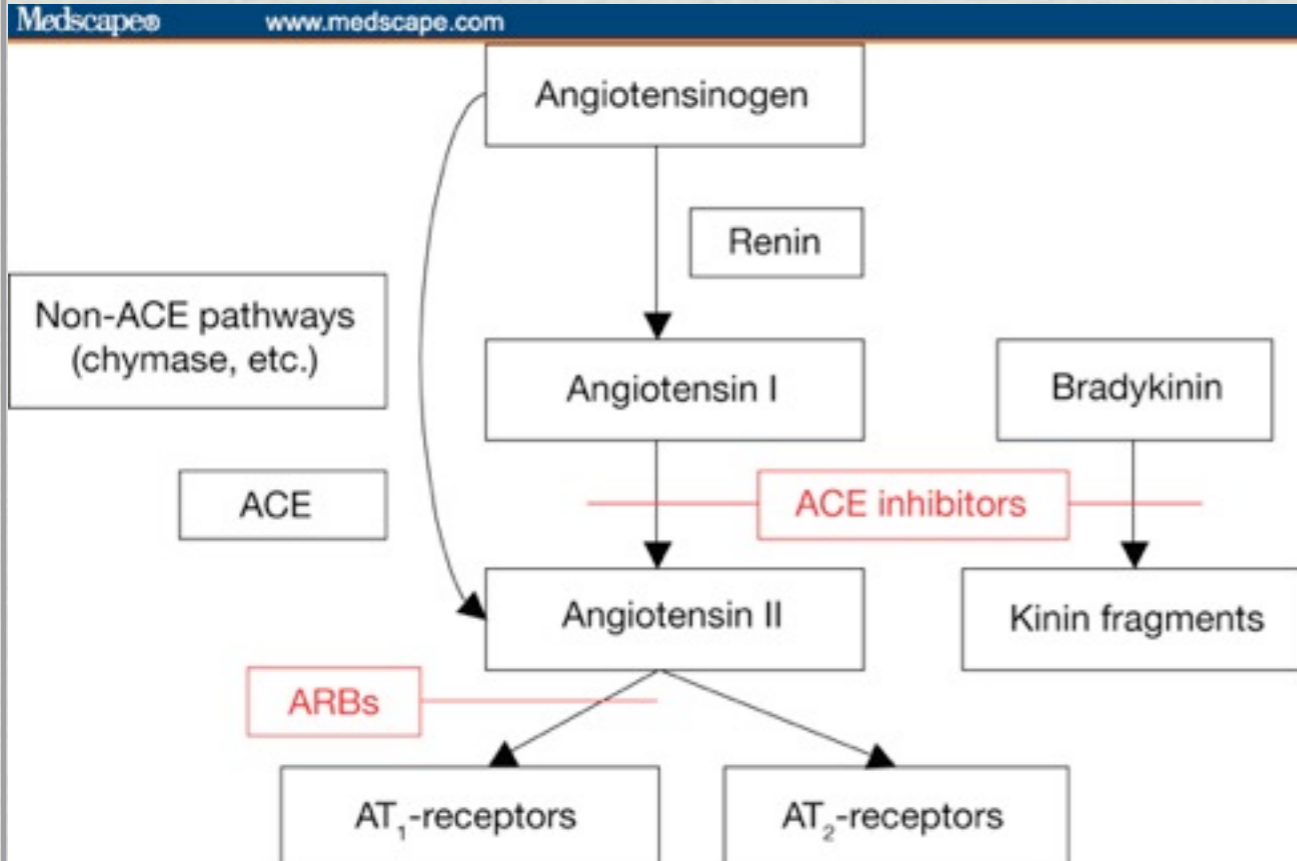 Medscape® www.medscape.com
Angiotensinogen
Renin
Non-ACE pathways
(chymase, etc.)
Angiotensin I
Bradykinin
ACE
ACE inhibitors
Angiotensin II
Kinin fragments
ARBs
AT₁-receptors
AT₂-receptors